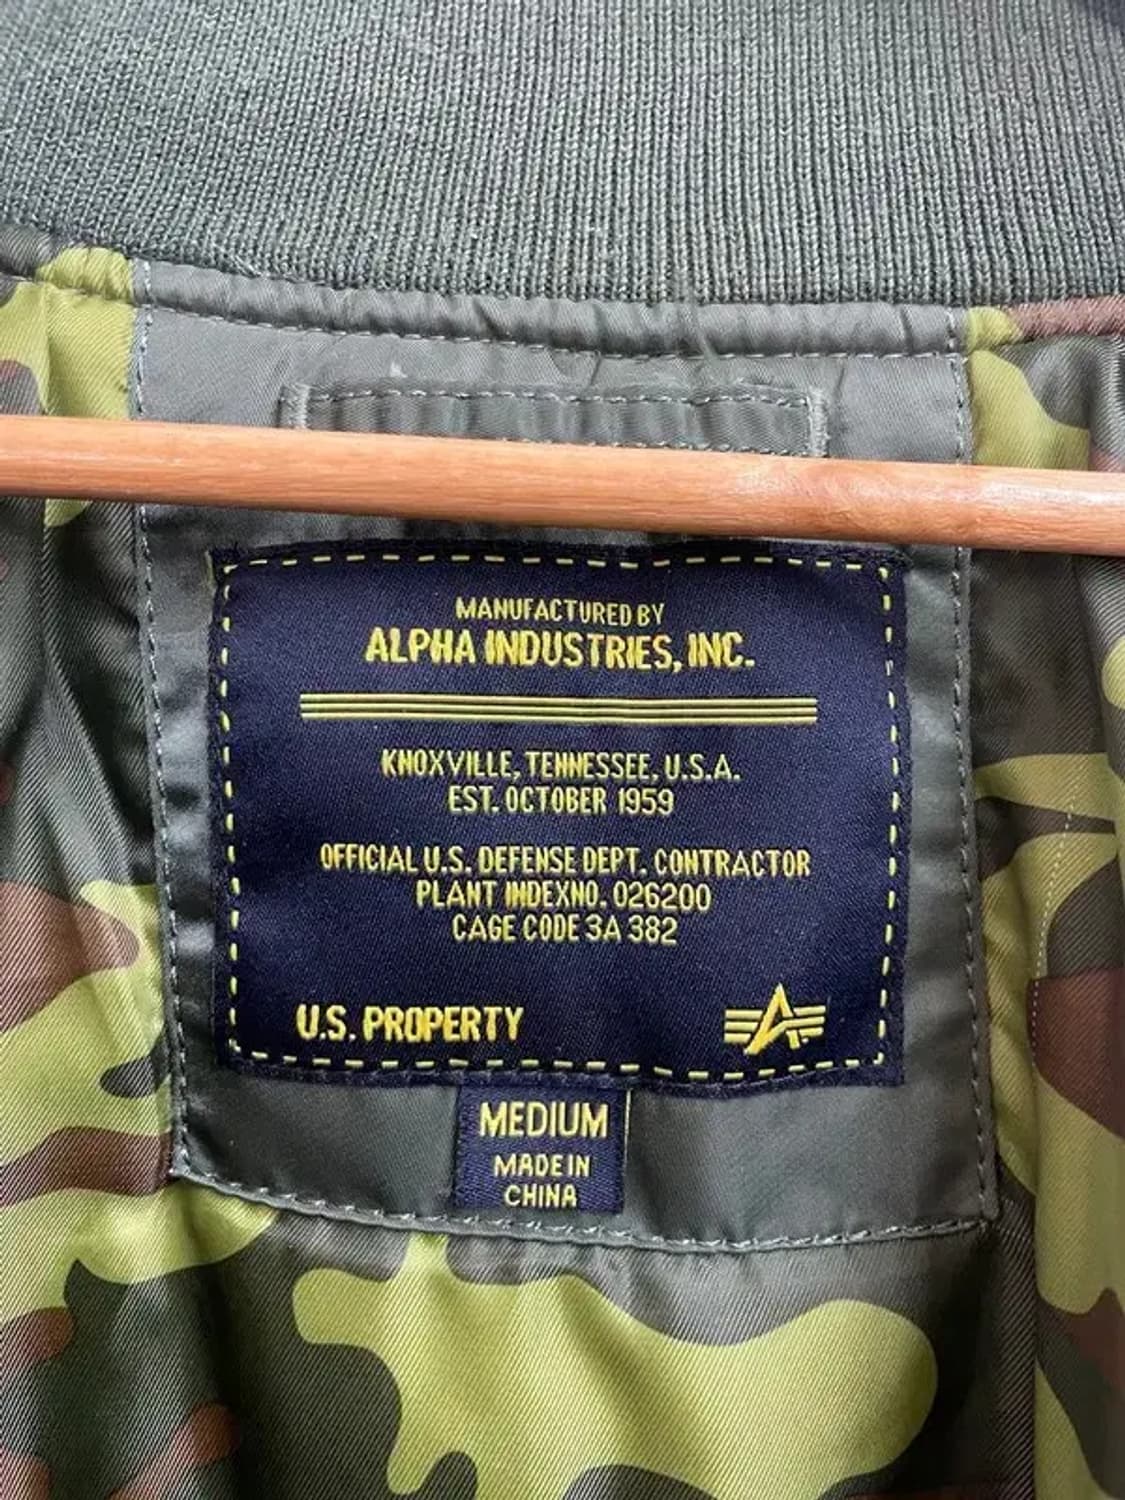 MANUFACTURED BY
ALPHA INDUSTRIES, INC.
KNOXVILLE, TENNESSEE, U.S.A.
EST. OCTOBER 1959
OFFICIAL U.S. DEFENSE DEPT. CONTRACTOR
PLANT INDEXNO. 026200
CAGE CODE 3A 382
U.S. PROPERTY
MEDIUM
MADE IN
CHINA